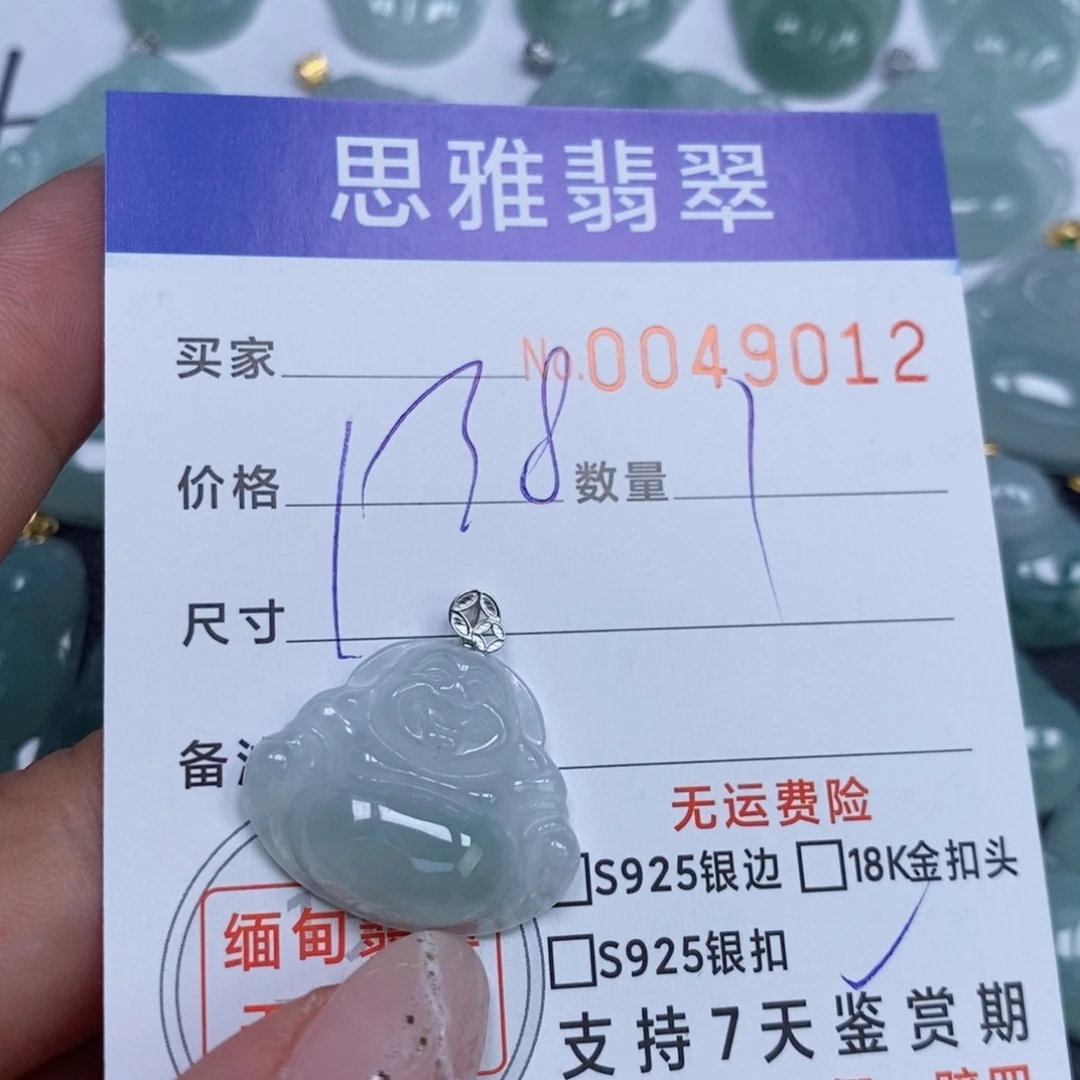 思雅翡翠
买家 No.0049012
价格 数量
尺寸
备
无运费险
S925银边 18K金扣头
S925银扣
缅甸翡翠
支持7天鉴赏期